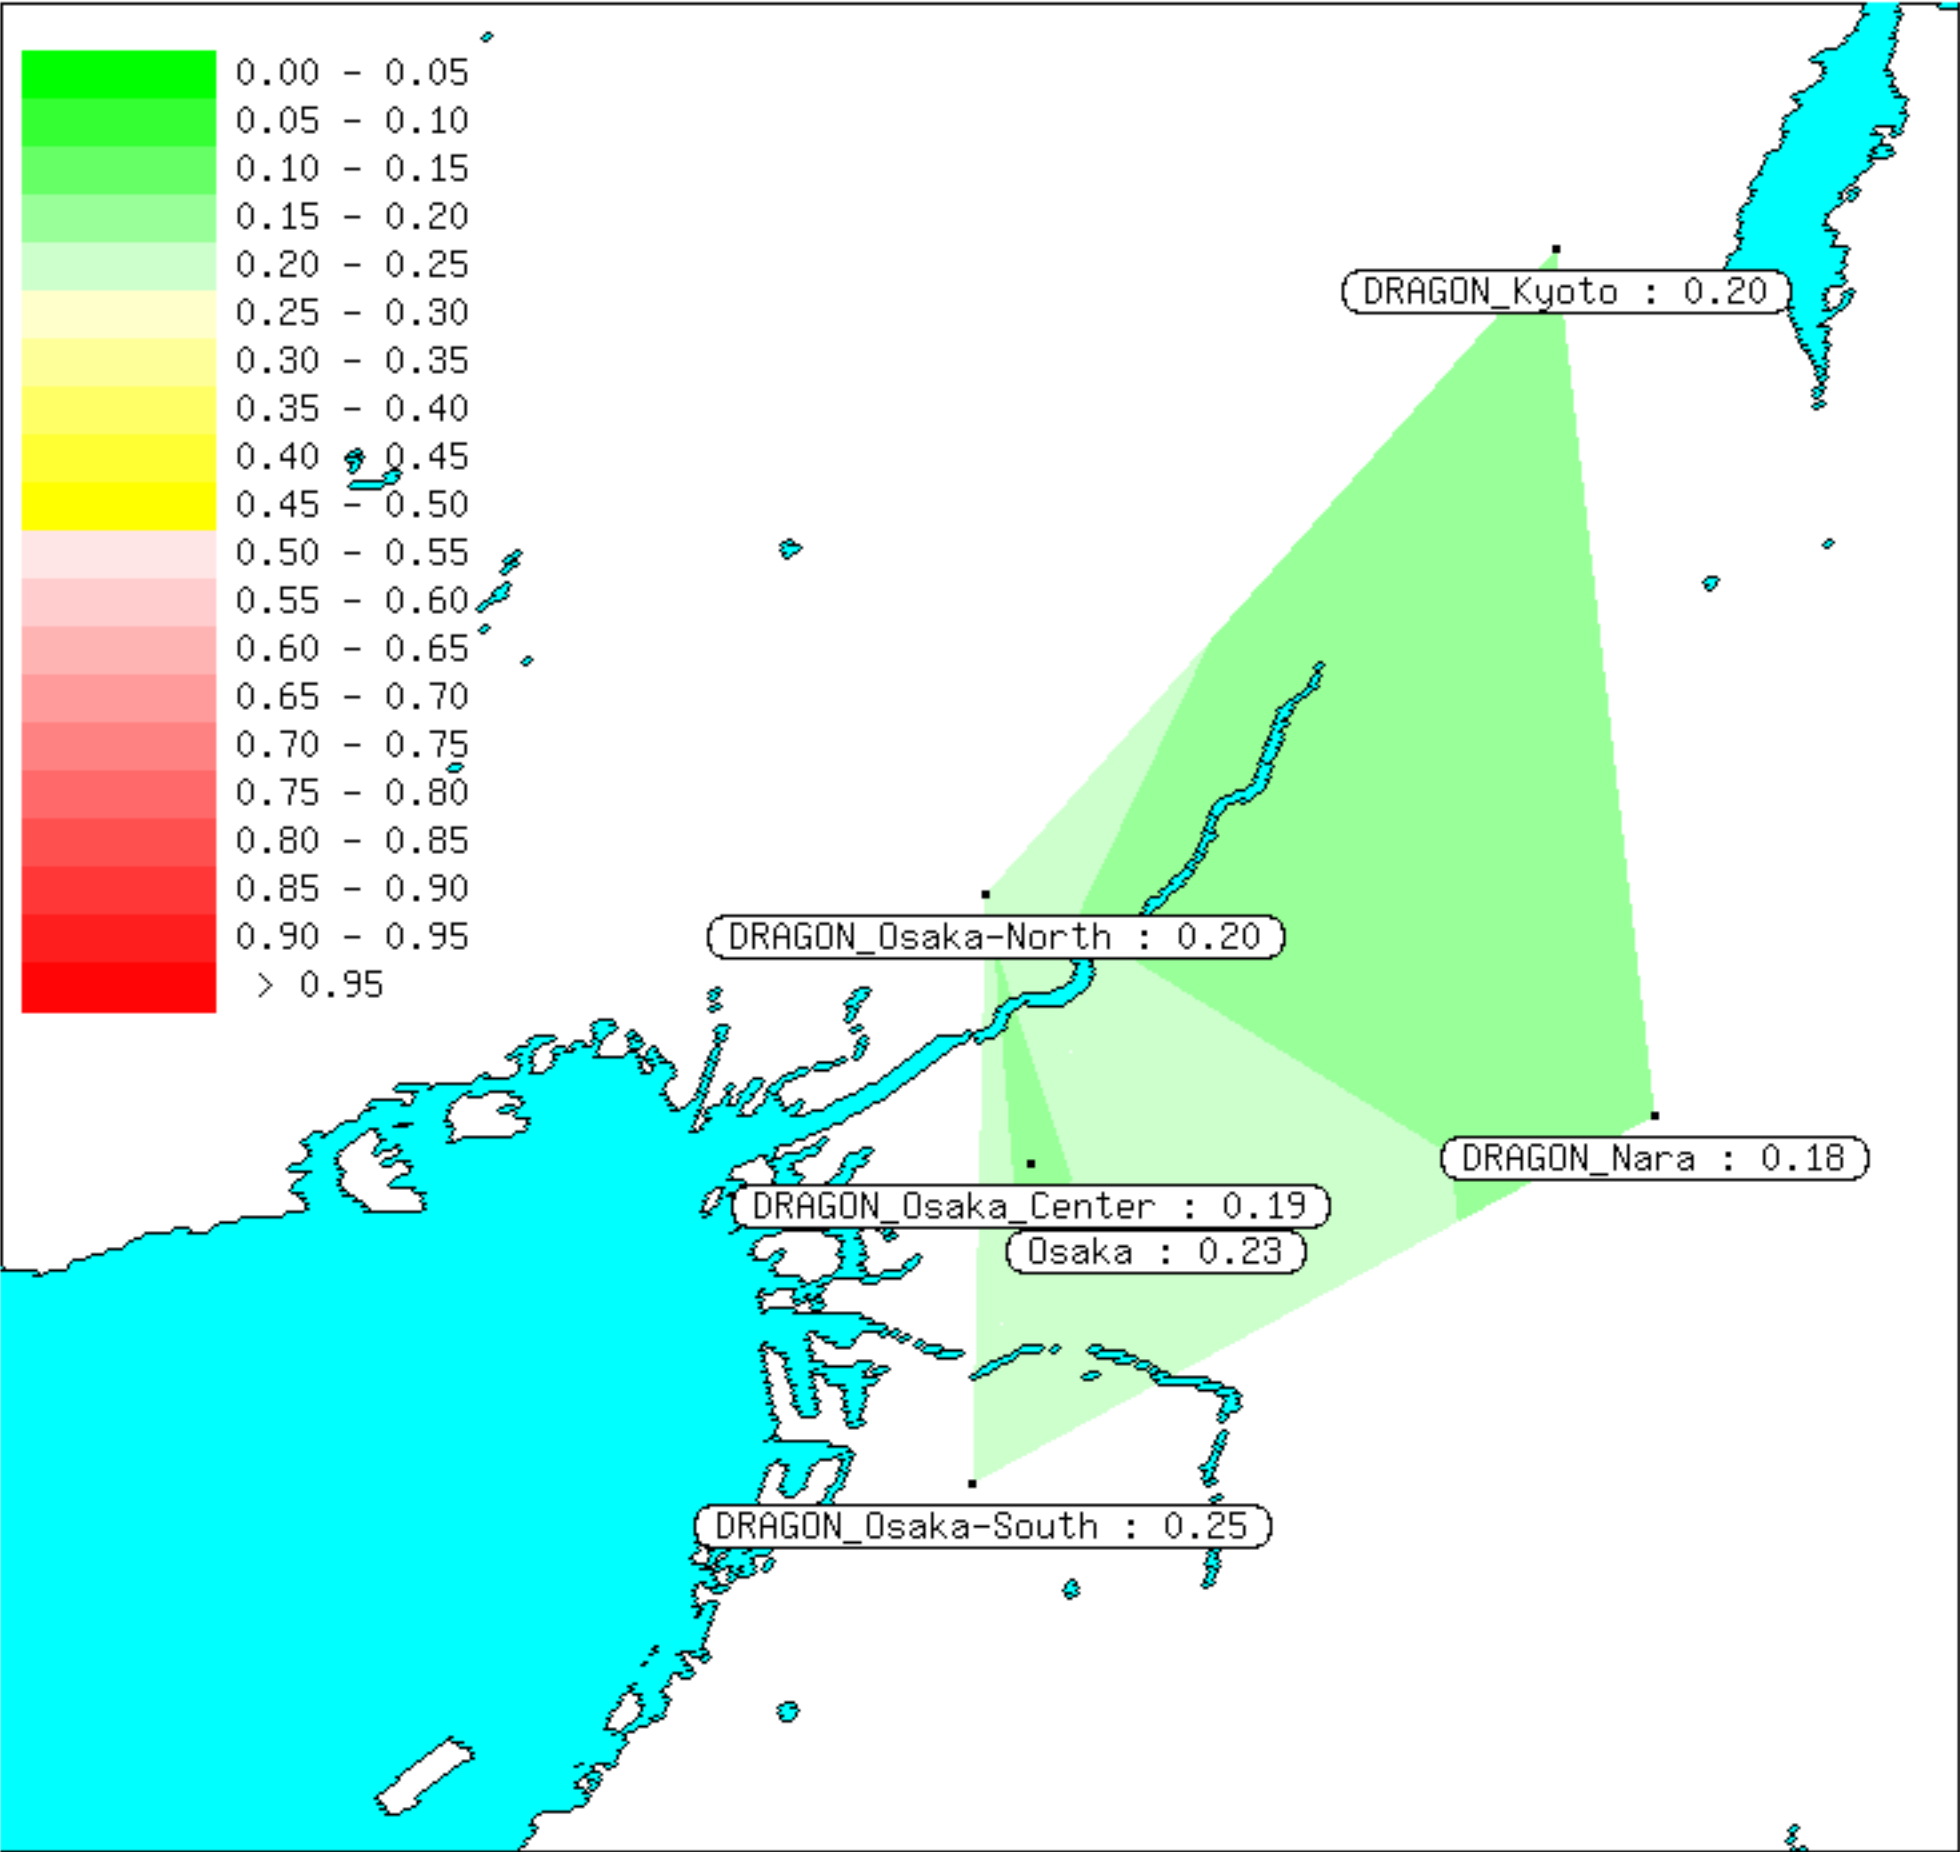 0.00 - 0.05
0.05 - 0.10
0.10 - 0.15
0.15 - 0.20
0.20 - 0.25
0.25 - 0.30
0.30 - 0.35
0.35 - 0.40
0.40 - 0.45
0.45 - 0.50
0.50 - 0.55
0.55 - 0.60
0.60 - 0.65
0.65 - 0.70
0.70 - 0.75
0.75 - 0.80
0.80 - 0.85
0.85 - 0.90
0.90 - 0.95
> 0.95
DRAGON_Kyoto : 0.20
DRAGON_Osaka-North : 0.20
DRAGON_Nara : 0.18
DRAGON_Osaka_Center : 0.19
Osaka : 0.23
DRAGON_Osaka-South : 0.25